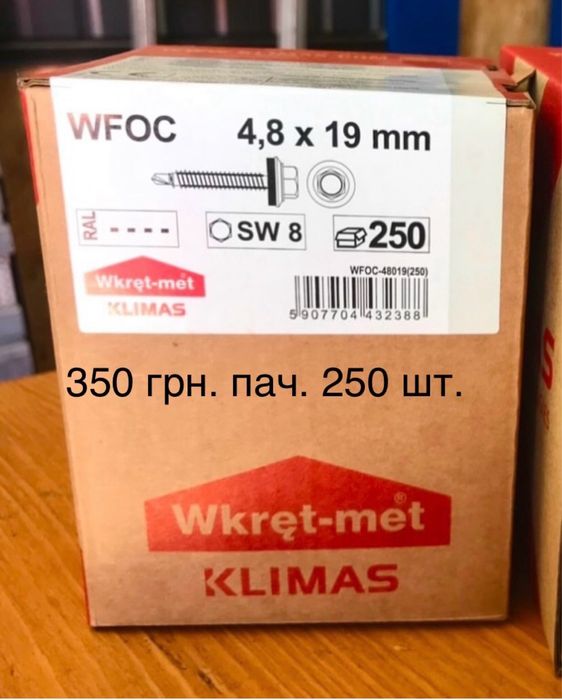 WFOC 4,8 x 19 mm
RAL ---- SW 8 250
WFOC-48019(250)
Wkręt-met
KLIMAS
5907704432388
350 грн. пач. 250 шт.
Wkręt-met®
KLIMAS